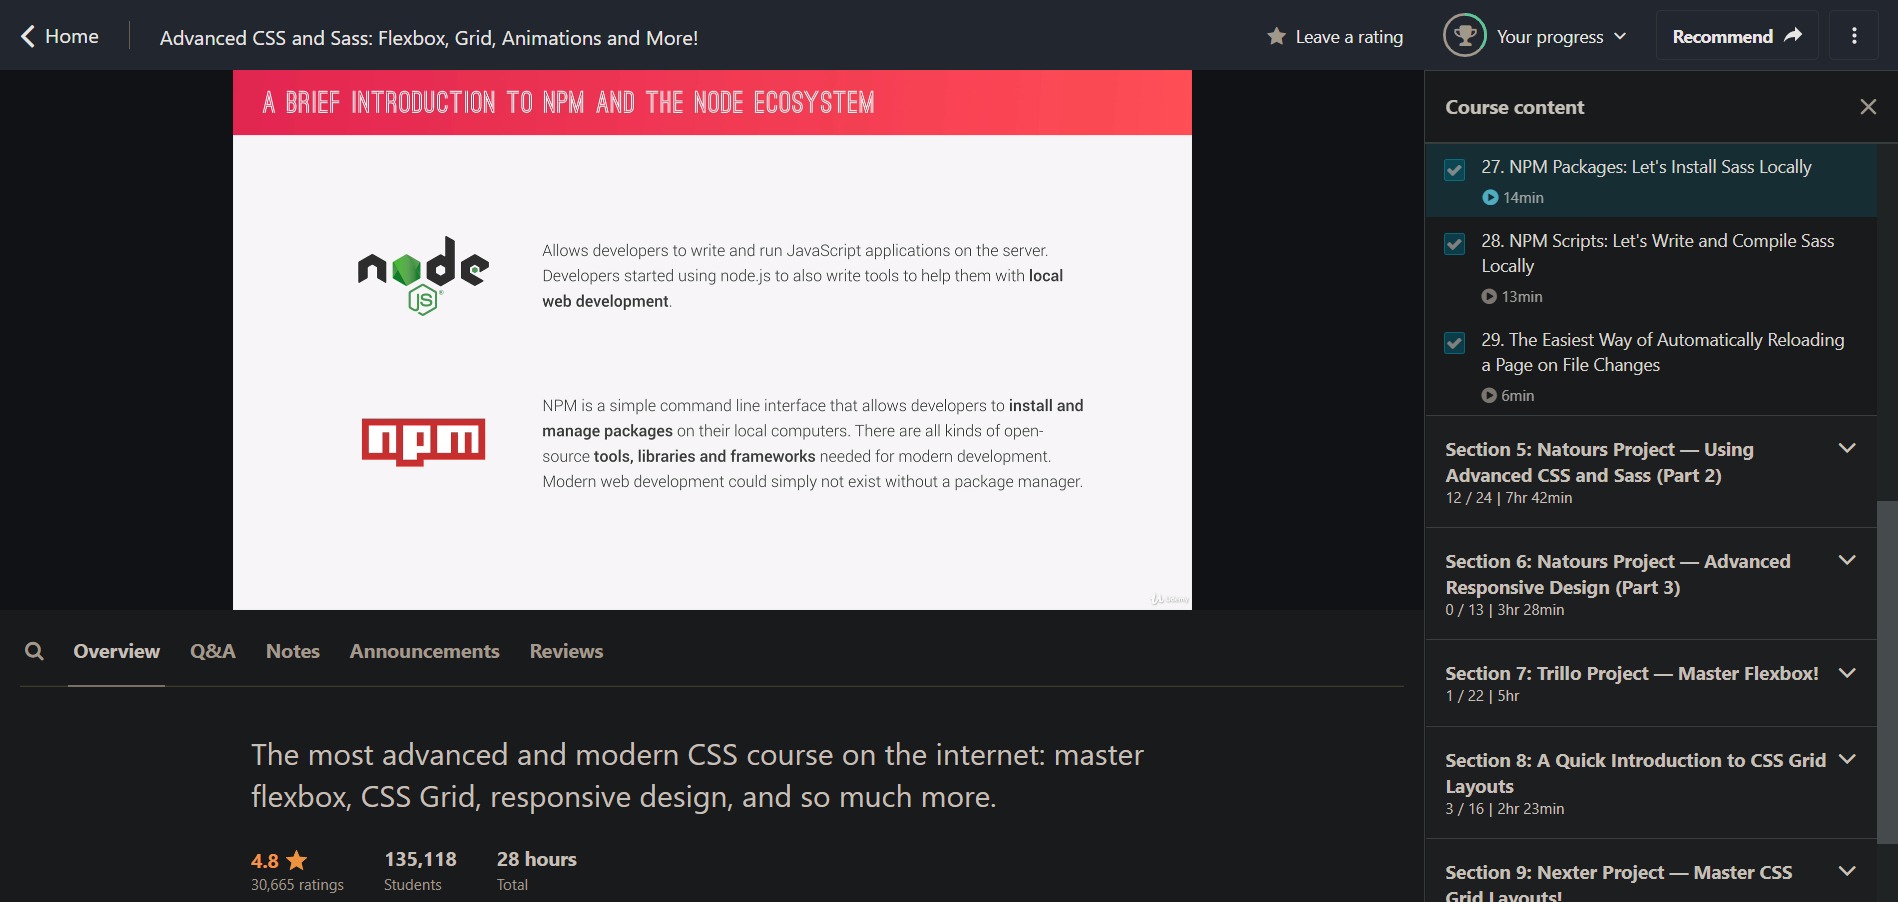 Home
Advanced CSS and Sass: Flexbox, Grid, Animations and More!
Leave a rating
Your progress
Recommend
A BRIEF INTRODUCTION TO NPM AND THE NODE ECOSYSTEM
node
JS
Allows developers to write and run JavaScript applications on the server.
Developers started using node.js to also write tools to help them with local
web development.
npm
NPM is a simple command line interface that allows developers to install and
manage packages on their local computers. There are all kinds of open-
source tools, libraries and frameworks needed for modern development.
Modern web development could simply not exist without a package manager.
Udemy
Overview
Q&A
Notes
Announcements
Reviews
The most advanced and modern CSS course on the internet: master
flexbox, CSS Grid, responsive design, and so much more.
4.8
30,665 ratings
135,118
Students
28 hours
Total
Course content
27. NPM Packages: Let's Install Sass Locally
14min
28. NPM Scripts: Let's Write and Compile Sass
Locally
13min
29. The Easiest Way of Automatically Reloading
a Page on File Changes
6min
Section 5: Natours Project — Using
Advanced CSS and Sass (Part 2)
12 / 24 | 7hr 42min
Section 6: Natours Project — Advanced
Responsive Design (Part 3)
0 / 13 | 3hr 28min
Section 7: Trillo Project — Master Flexbox!
1 / 22 | 5hr
Section 8: A Quick Introduction to CSS Grid
Layouts
3 / 16 | 2hr 23min
Section 9: Nexter Project — Master CSS
Grid Layouts!